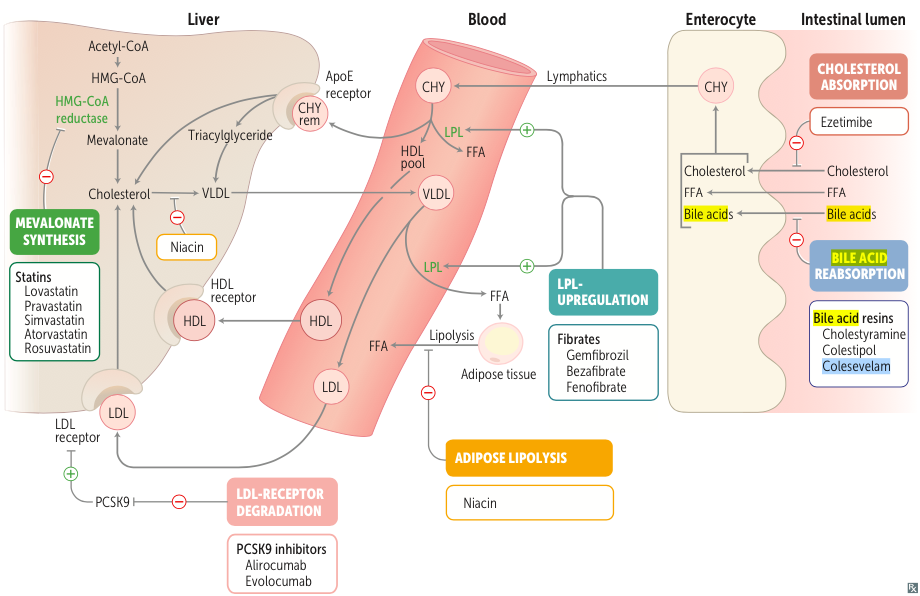 Liver
Blood
Enterocyte
Intestinal lumen
Acetyl-CoA
HMG-CoA
HMG-CoA
reductase
Mevalonate
Cholesterol
Triacylglyceride
VLDL
ApoE
receptor
CHY
rem
CHY
LPL
FFA
HDL
pool
VLDL
LPL
FFA
Lipolysis
FFA
Adipose tissue
HDL
LDL
Lymphatics
CHY
Cholesterol
FFA
Bile acids
Cholesterol
FFA
Bile acids
CHOLESTEROL
ABSORPTION
Ezetimibe
BILE ACID
REABSORPTION
Bile acid resins
Cholestyramine
Colestipol
Colesevelam
MEVALONATE
SYNTHESIS
Statins
Lovastatin
Pravastatin
Simvastatin
Atorvastatin
Rosuvastatin
Niacin
HDL
receptor
HDL
LDL
LDL
receptor
PCSK9
LDL-RECEPTOR
DEGRADATION
PCSK9 inhibitors
Alirocumab
Evolocumab
LPL-
UPREGULATION
Fibrates
Gemfibrozil
Bezafibrate
Fenofibrate
ADIPOSE LIPOLYSIS
Niacin
℞